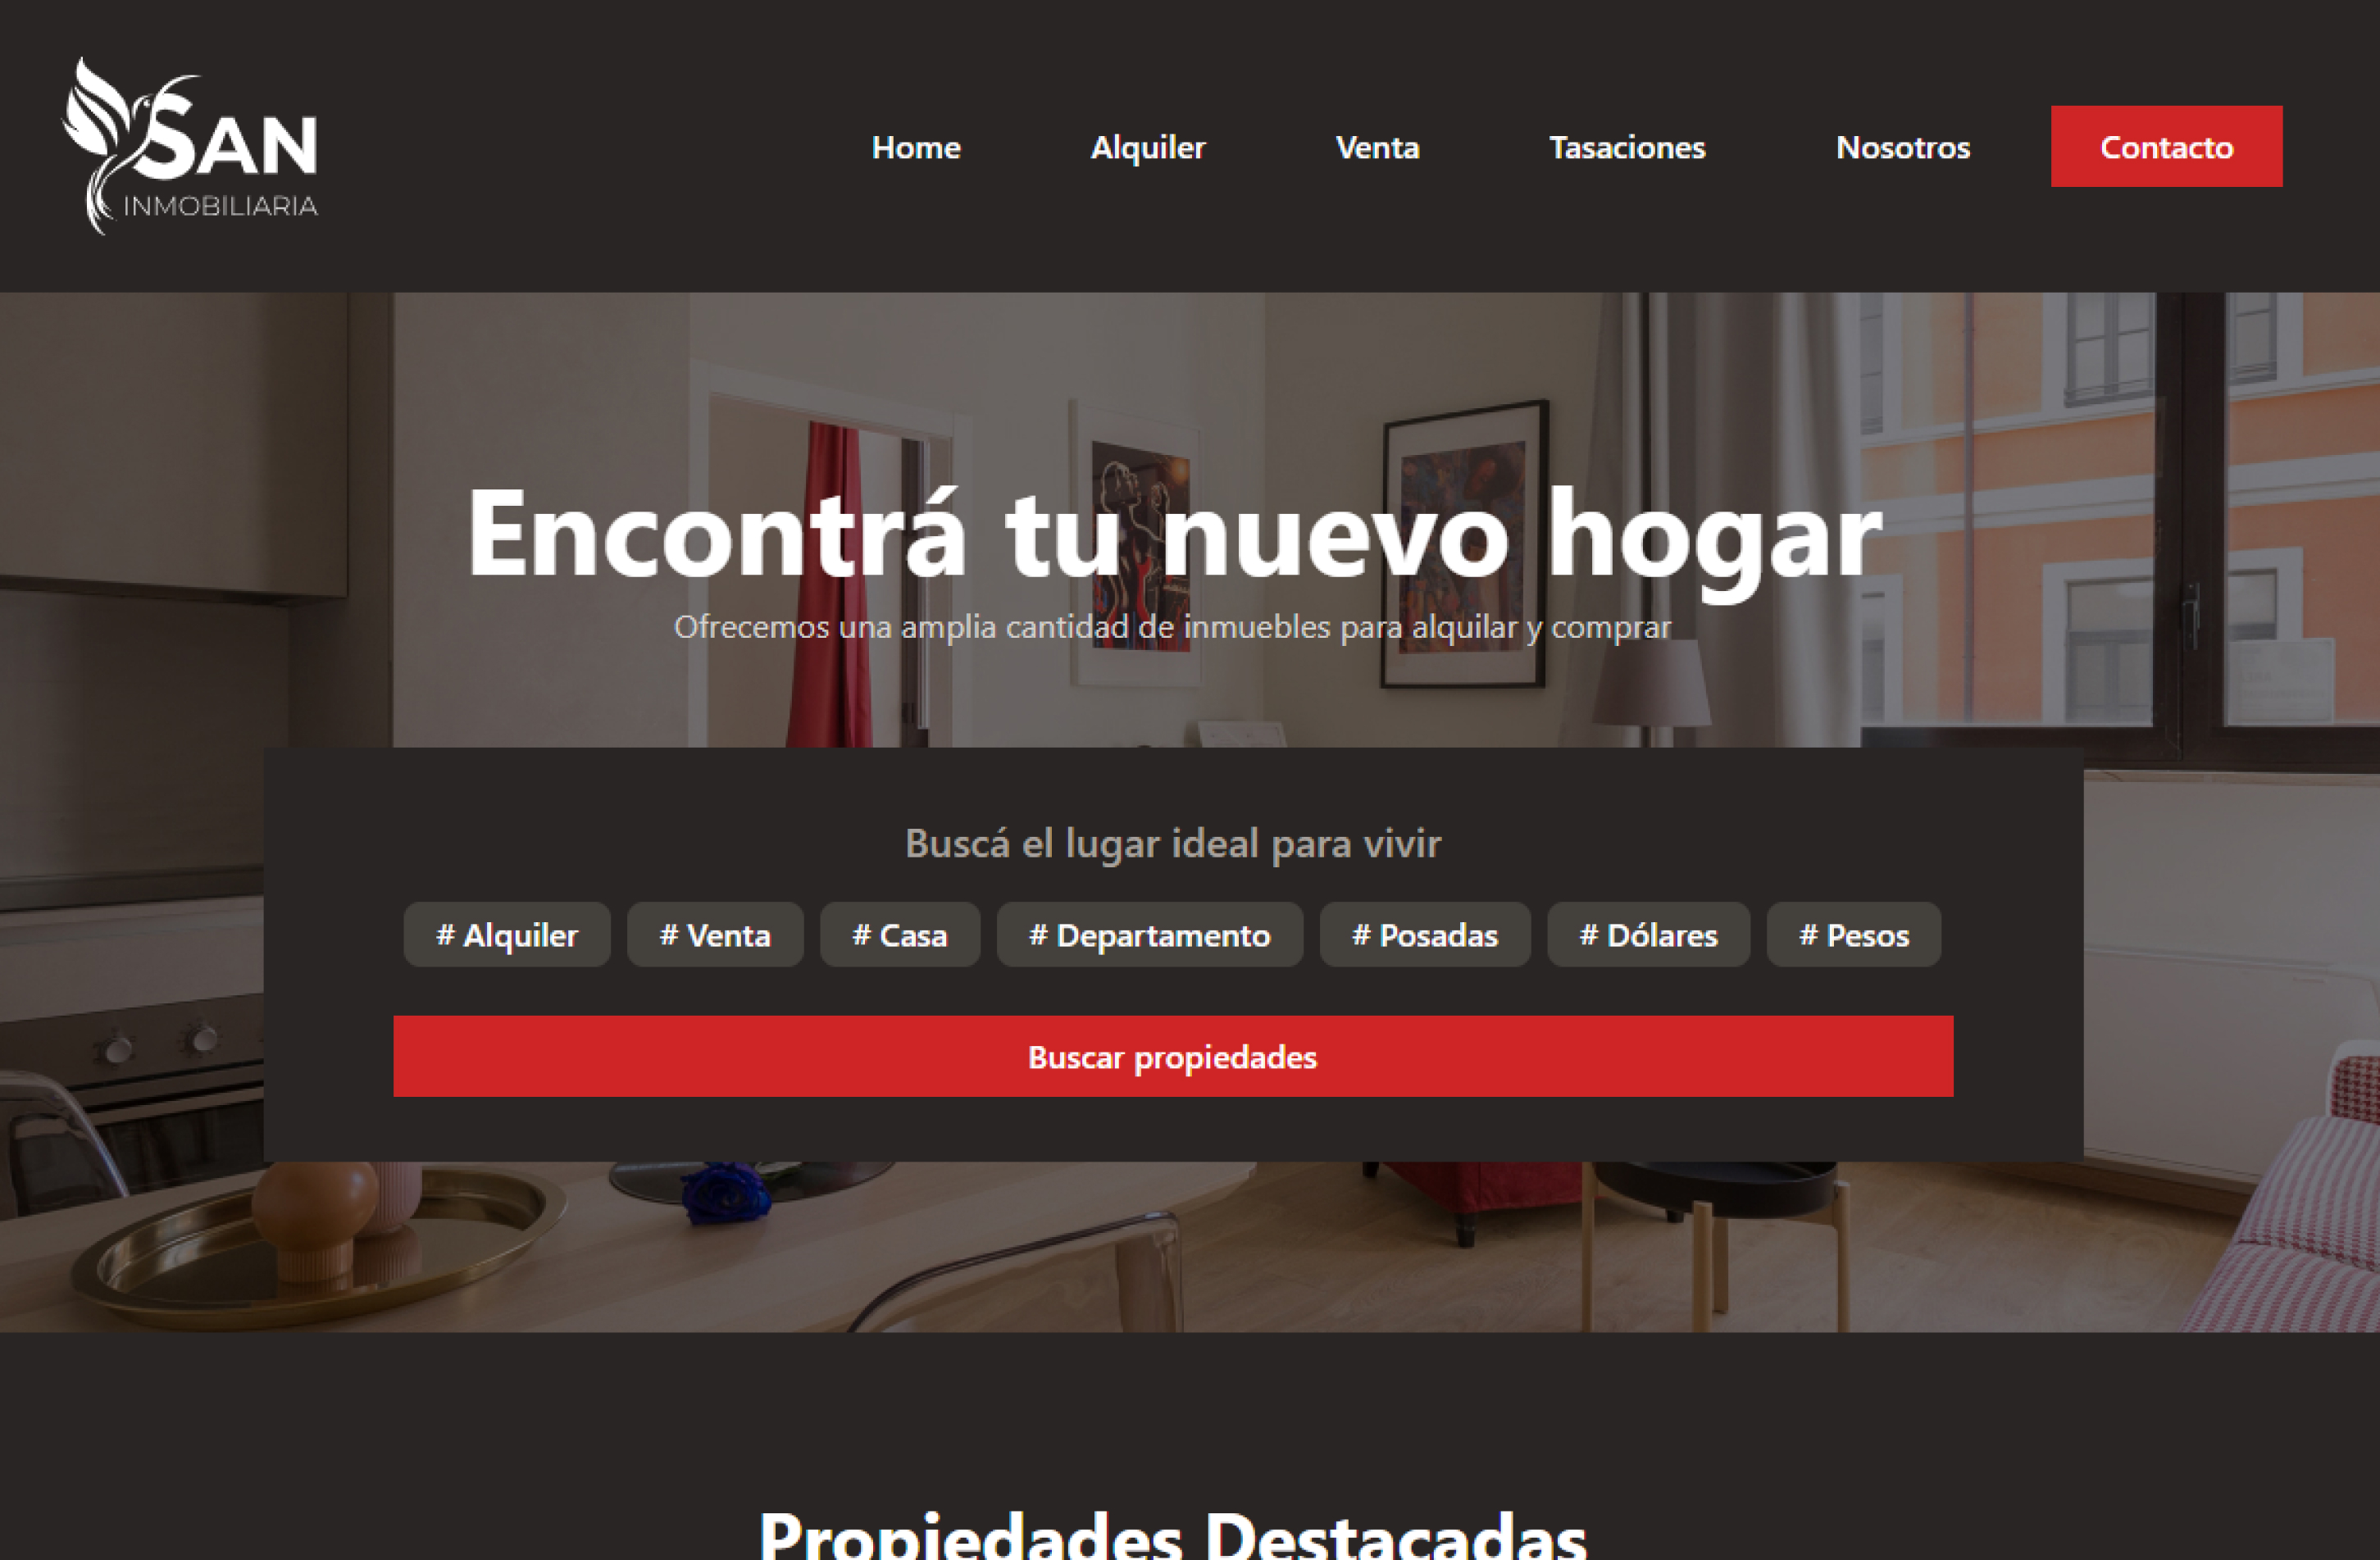 SAN
INMOBILIARIA
Home Alquiler Venta Tasaciones Nosotros Contacto
Encontrá tu nuevo hogar
Ofrecemos una amplia cantidad de inmuebles para alquilar y comprar
Buscá el lugar ideal para vivir
# Alquiler # Venta # Casa # Departamento # Posadas # Dólares # Pesos
Buscar propiedades
Propiedades Destacadas